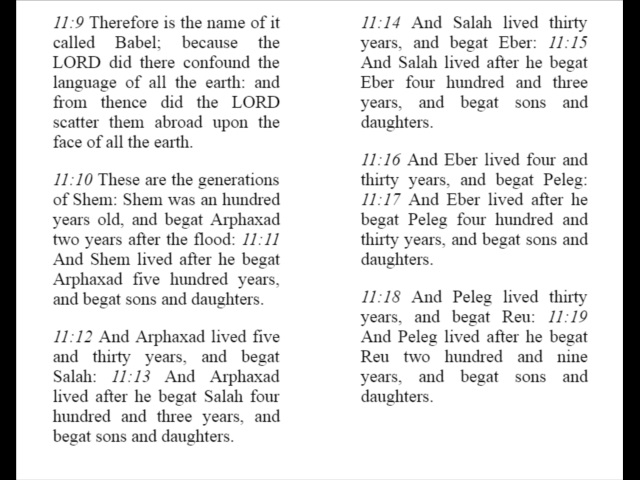 11:9 Therefore is the name of it
called Babel; because the
LORD did there confound the
language of all the earth: and
from thence did the LORD
scatter them abroad upon the
face of all the earth.
11:10 These are the generations
of Shem: Shem was an hundred
years old, and begat Arphaxad
two years after the flood: 11:11
And Shem lived after he begat
Arphaxad five hundred years,
and begat sons and daughters.
11:12 And Arphaxad lived five
and thirty years, and begat
Salah: 11:13 And Arphaxad
lived after he begat Salah four
hundred and three years, and
begat sons and daughters.
11:14 And Salah lived thirty
years, and begat Eber: 11:15
And Salah lived after he begat
Eber four hundred and three
years, and begat sons and
daughters.
11:16 And Eber lived four and
thirty years, and begat Peleg:
11:17 And Eber lived after he
begat Peleg four hundred and
thirty years, and begat sons and
daughters.
11:18 And Peleg lived thirty
years, and begat Reu: 11:19
And Peleg lived after he begat
Reu two hundred and nine
years, and begat sons and
daughters.